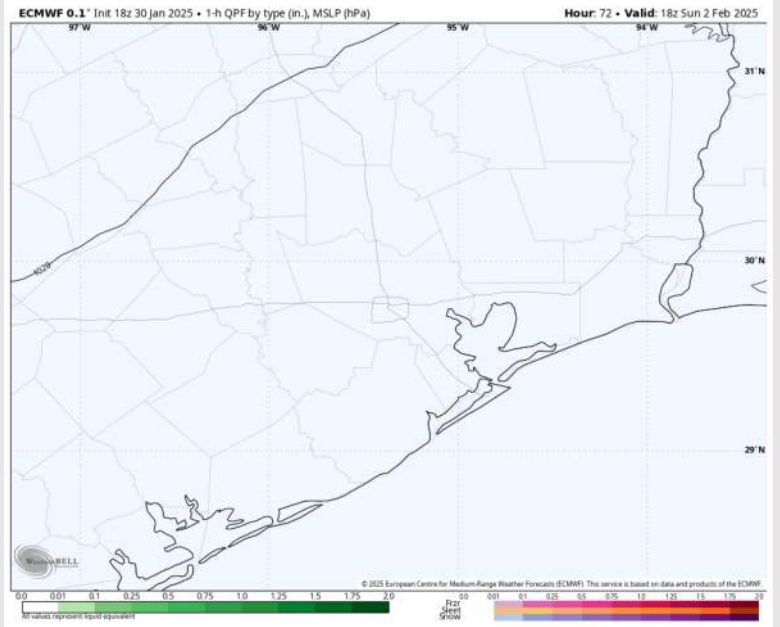 ECMWF 0.1° Init 18z 30 Jan 2025 • 1-h QPF by type (in.), MSLP (hPa) Hour: 72 • Valid: 18z Sun 2 Feb 2025
97°W 96°W 95°W 94°W
31°N
30°N
1020
29°N
WeatherBELL
© 2025 European Centre for Medium-Range Weather Forecasts (ECMWF). This service is based on data and products of the ECMWF.
0.0 0.01 0.1 0.25 0.5 0.75 1.0 1.25 1.5 1.75 2.0 0.0 0.01 0.1 0.25 0.5 0.75 1.0 1.25 1.5 1.75 2.0
Frzr
Sleet
Snow
All values represent liquid equivalent